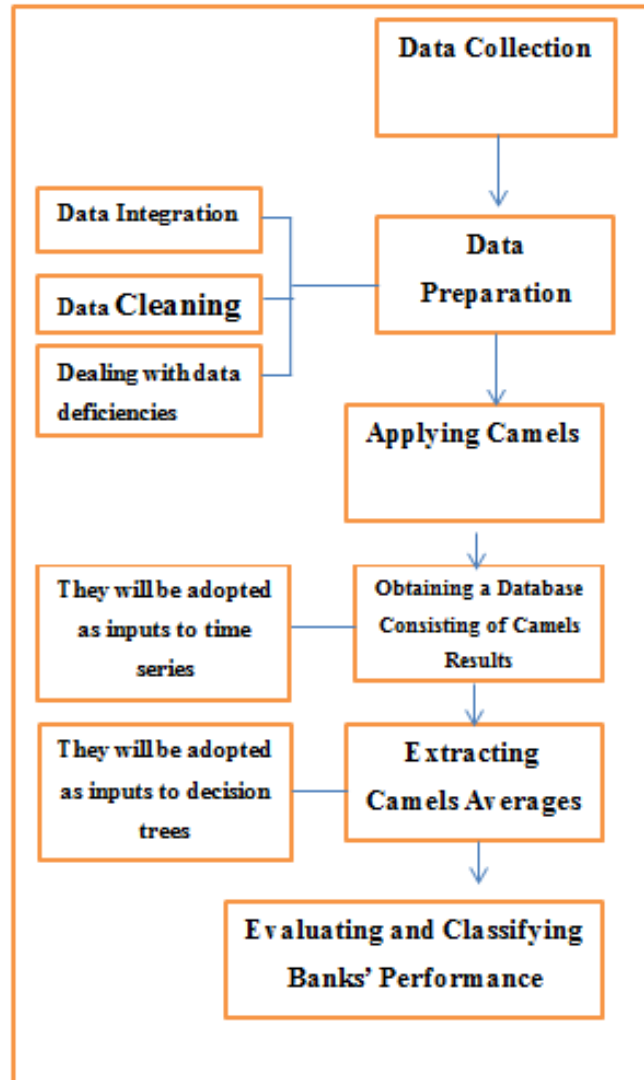 Data Collection
Data Integration
Data Cleaning
Dealing with data
deficiencies
Data
Preparation
Applying Camels
They will be adopted
as inputs to time
series
Obtaining a Database
Consisting of Camels
Results
They will be adopted
as inputs to decision
trees
Extracting
Camels Averages
Evaluating and Classifying
Banks’ Performance